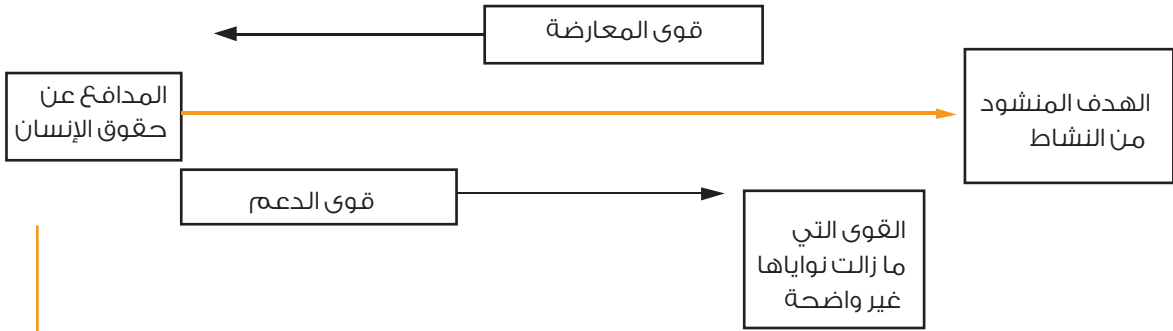 قوى المعارضة
المدافع عن
حقوق الإنسان
الهدف المنشود
من النشاط
قوى الدعم
القوى التي
ما زالت نواياها
غير واضحة